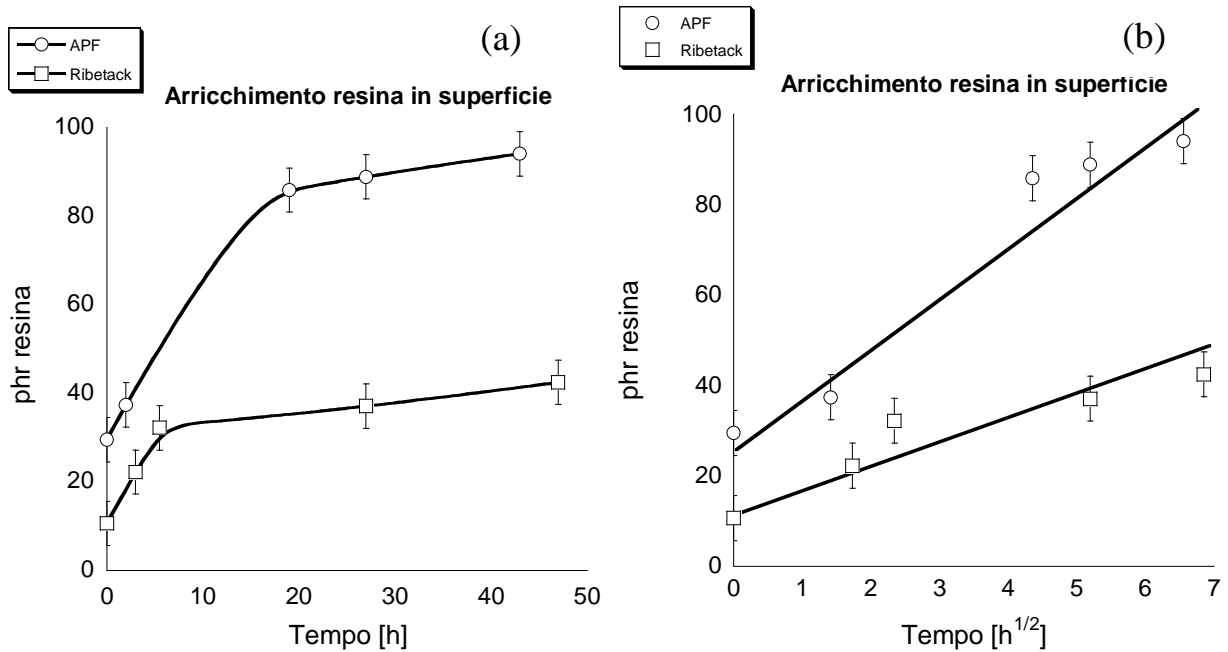 APF
Ribetack
(a)
Arricchimento resina in superficie
phr resina
100
80
60
40
20
0
0 10 20 30 40 50
Tempo [h]
APF
Ribetack
(b)
Arricchimento resina in superficie
phr resina
100
80
60
40
20
0
0 1 2 3 4 5 6 7
Tempo [h^1/2]